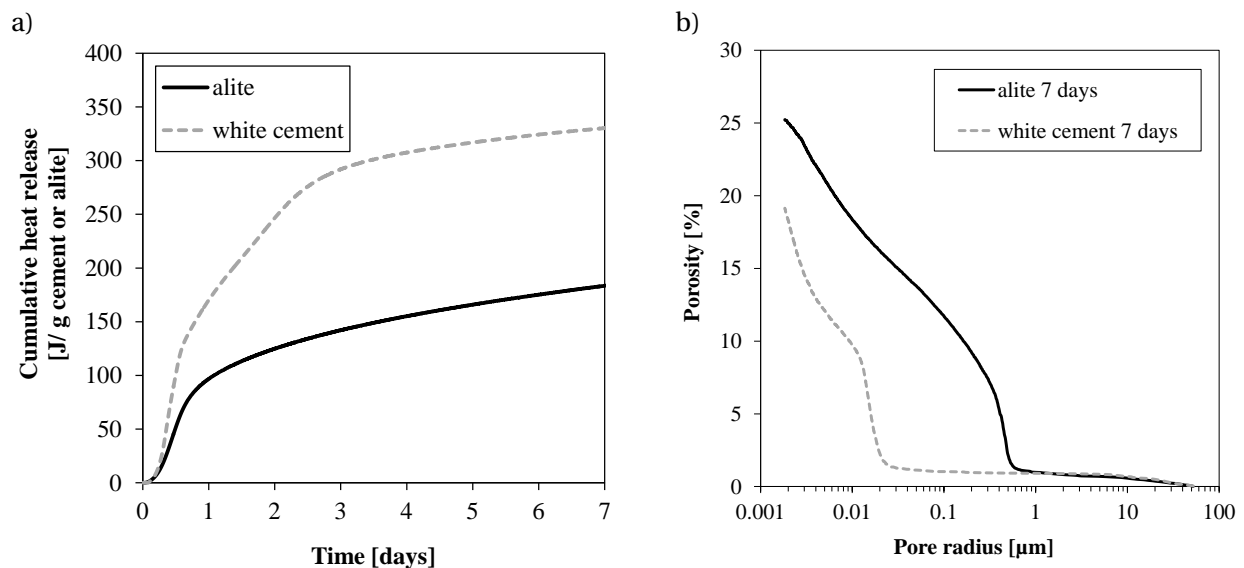 a)
Cumulative heat release
[J/ g cement or alite]
400
350
300
250
200
150
100
50
0
alite
white cement
0 1 2 3 4 5 6 7
Time [days]
b)
Porosity [%]
30
25
20
15
10
5
0
alite 7 days
white cement 7 days
0.001 0.01 0.1 1 10 100
Pore radius [µm]